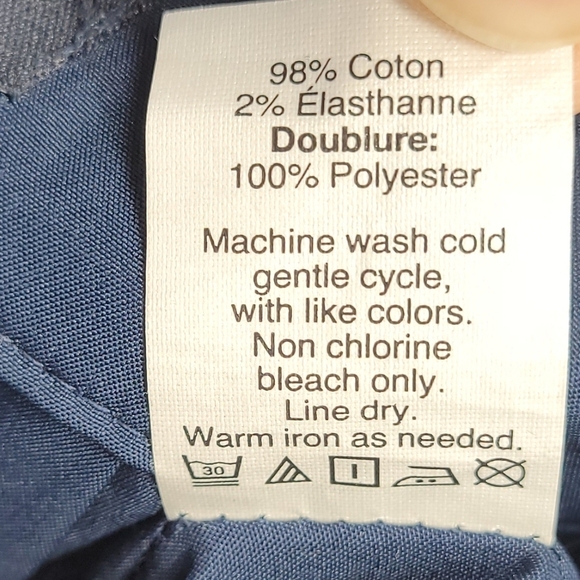 98% Coton
2% Élasthanne
Doublure:
100% Polyester
Machine wash cold
gentle cycle,
with like colors.
Non chlorine
bleach only.
Line dry.
Warm iron as needed.
30